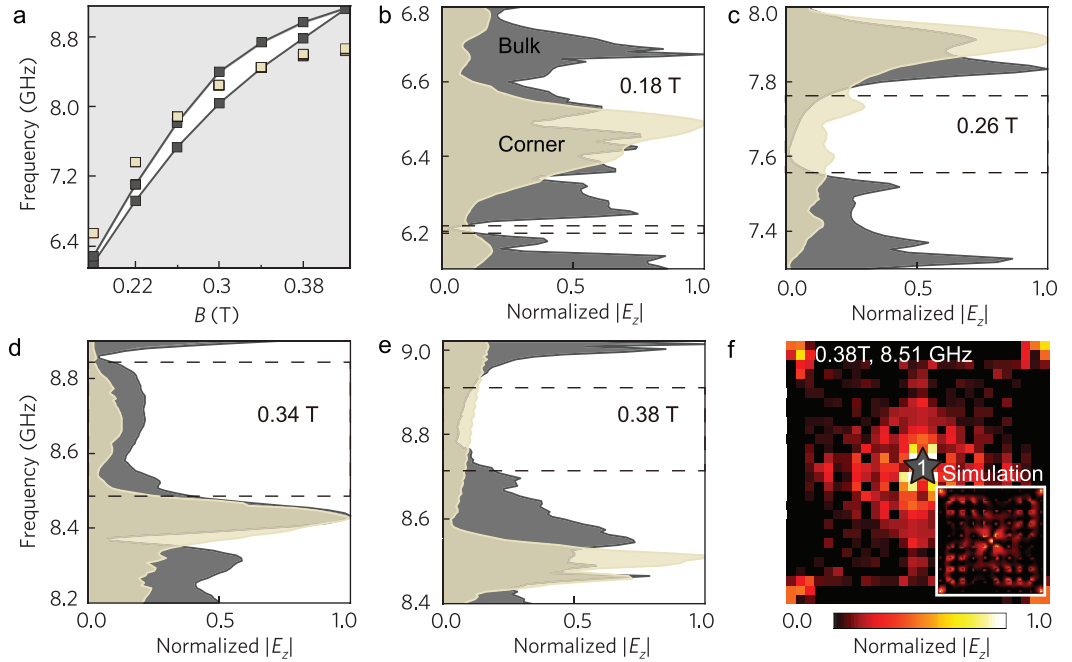 a
Frequency (GHz)
8.8
8.0
7.2
6.4
0.22
0.3
0.38
B (T)
b
6.8
6.6
6.4
6.2
Bulk
0.18 T
Corner
0.0
0.5
1.0
Normalized |E_z|
c
8.0
7.8
7.6
7.4
0.26 T
0.0
0.5
1.0
Normalized |E_z|
d
Frequency (GHz)
8.8
8.6
8.4
8.2
0.34 T
0.0
0.5
1.0
Normalized |E_z|
e
9.0
8.8
8.6
8.4
0.38 T
0.0
0.5
1.0
Normalized |E_z|
f
0.38T, 8.51 GHz
1
Simulation
0.0
1.0
Normalized |E_z|